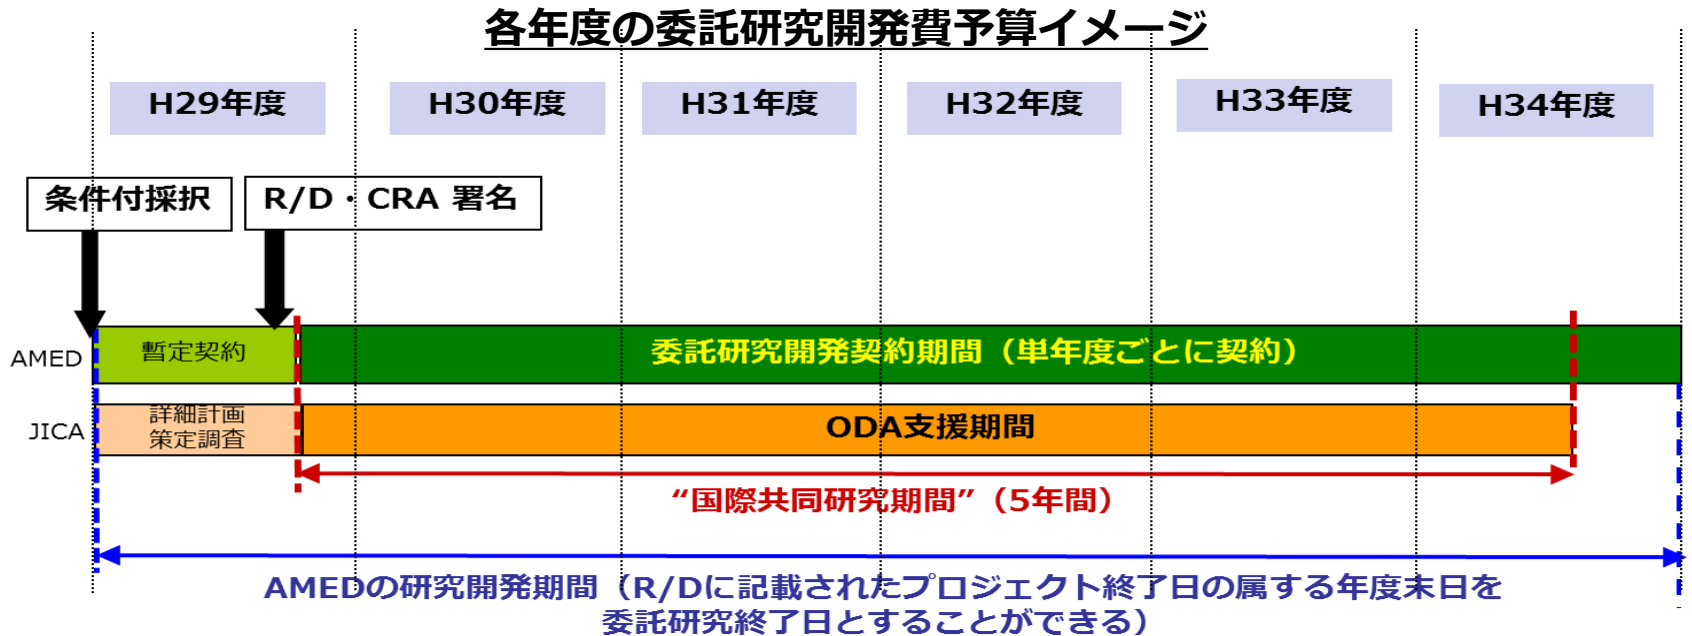 各年度の委託研究開発費予算イメージ
H29年度
H30年度
H31年度
H32年度
H33年度
H34年度
条件付採択
R/D・CRA 署名
AMED
暫定契約
委託研究開発契約期間（単年度ごとに契約）
JICA
詳細計画
策定調査
ODA支援期間
“国際共同研究期間”（5年間）
AMEDの研究開発期間（R/Dに記載されたプロジェクト終了日の属する年度末日を
委託研究終了日とすることができる）